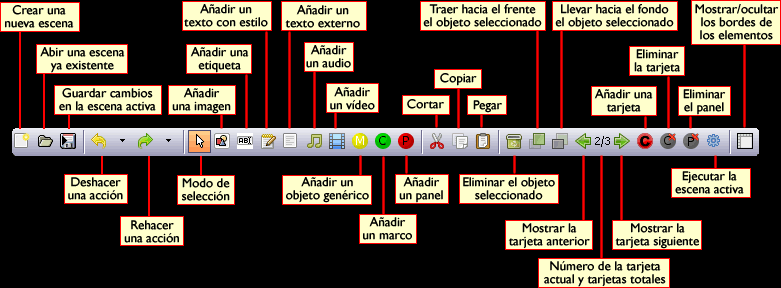 Crear una
nueva escena
Añadir un
texto con estilo
Añadir un
texto externo
Traer hacia el frente
el objeto seleccionado
Llevar hacia el fondo
el objeto seleccionado
Mostrar/ocultar
los bordes de
los elementos
Abrir una escena
ya existente
Añadir una
etiqueta
Añadir
un audio
Eliminar
la tarjeta
Guardar cambios
en la escena activa
Añadir
una imagen
Añadir
un vídeo
Cortar
Copiar
Pegar
Añadir una
tarjeta
Eliminar
el panel
ABC
M
C
P
2/3
C
C
P
Deshacer
una acción
Modo de
selección
Añadir un
objeto genérico
Añadir
un panel
Eliminar el objeto
seleccionado
Ejecutar la
escena activa
Rehacer
una acción
Añadir
un marco
Mostrar la
tarjeta anterior
Mostrar la
tarjeta siguiente
Número de la tarjeta
actual y tarjetas totales